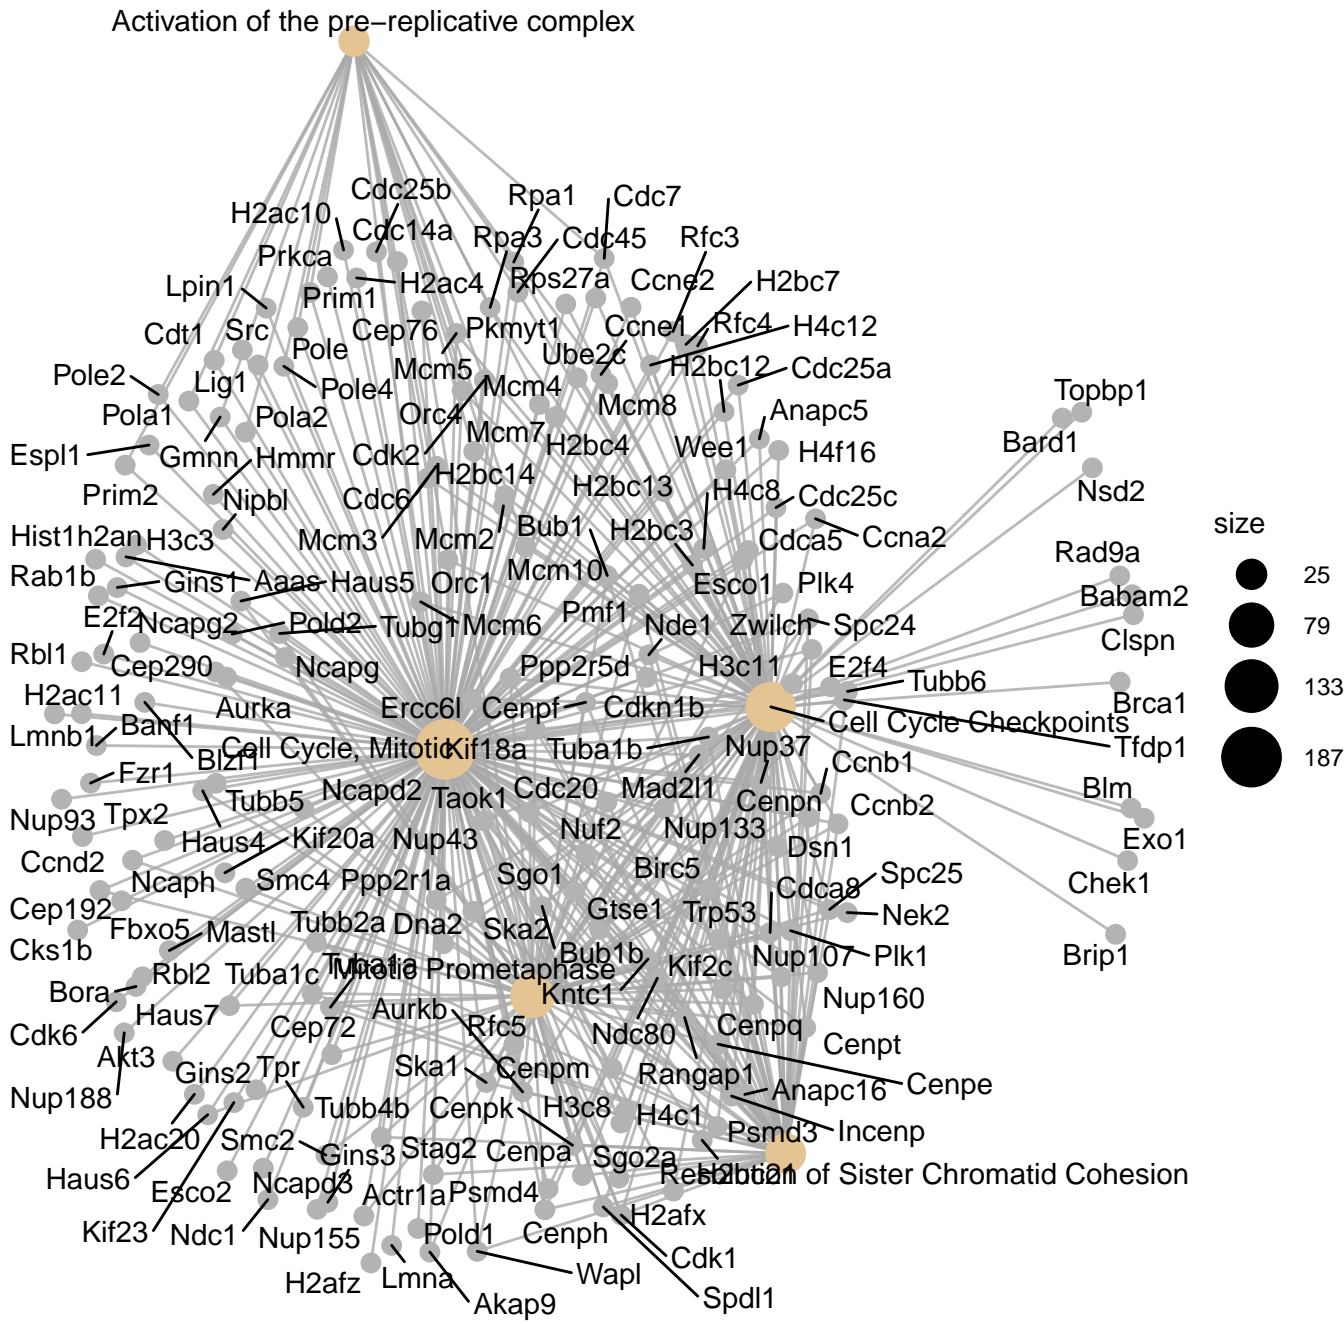 Activation of the pre−replicative complex
Cdc25b
Rpa1
Cdc7
H2ac10
Cdc14a
Rpa3
Cdc45
Rfc3
Prkca
Lpin1
Prim1
H2ac4
Rps27a
Ccne2
H2bc7
Cdt1
Src
Cep76
Pkmyt1
Ccne1
Rfc4
H4c12
Pole
Ube2c
H2bc12
Cdc25a
Pole2
Lig1
Pole4
Mcm5
Mcm4
Mcm8
Topbp1
Pola1
Pola2
Orc4
Mcm7
H2bc4
Wee1
Anapc5
Bard1
Espl1
Gmnn
Hmmr
Cdk2
H4f16
Prim2
Nipbl
Cdc6
H2bc14
H2bc13
H4c8
Cdc25c
Nsd2
Hist1h2an
H3c3
Mcm3
Mcm2
Bub1
H2bc3
Cdca5
Ccna2
size
Rab1b
Gins1
Aaas
Haus5
Orc1
Mcm10
Esco1
Plk4
Rad9a
25
E2f2
Ncapg2
Pold2
Tubg1
Mcm6
Pmf1
Nde1
Zwilch
Spc24
Babam2
79
Rbl1
Cep290
Ncapg
Ppp2r5d
H3c11
E2f4
Clspn
H2ac11
Aurka
Ercc6l
Cenpf
Cdkn1b
Tubb6
Brca1
133
Lmnb1
Banf1
Blzf1
Cell Cycle, Mitotic
Kif18a
Tuba1b
Nup37
Cell Cycle Checkpoints
Tfdp1
187
Fzr1
Tubb5
Ncapd2
Taok1
Cdc20
Mad2l1
Cenpn
Ccnb1
Blm
Nup93
Tpx2
Haus4
Kif20a
Nup43
Nuf2
Nup133
Ccnb2
Exo1
Ccnd2
Ncaph
Smc4
Ppp2r1a
Sgo1
Birc5
Dsn1
Cdca8
Spc25
Chek1
Cep192
Fbxo5
Mastl
Tubb2a
Dna2
Ska2
Gtse1
Trp53
Nek2
Cks1b
Rbl2
Tuba1c
Tuba1a
Mitotic Prometaphase
Bub1b
Kif2c
Nup107
Plk1
Brip1
Bora
Haus7
Cep72
Aurkb
Rfc5
Kntc1
Ndc80
Cenpq
Nup160
Cdk6
Akt3
Gins2
Tpr
Ska1
Cenpm
Rangap1
Cenpt
Cenpe
Nup188
H2ac20
Smc2
Tubb4b
Cenpk
H3c8
H4c1
Anapc16
Incenp
Haus6
Esco2
Gins3
Stag2
Cenpa
Sgo2a
Psmd3
Kif23
Ndc1
Ncapd3
Actr1a
Psmd4
H2bc21
Resolution of Sister Chromatid Cohesion
Nup155
Pold1
Cenph
H2afx
H2afz
Lmna
Wapl
Cdk1
Akap9
Spdl1